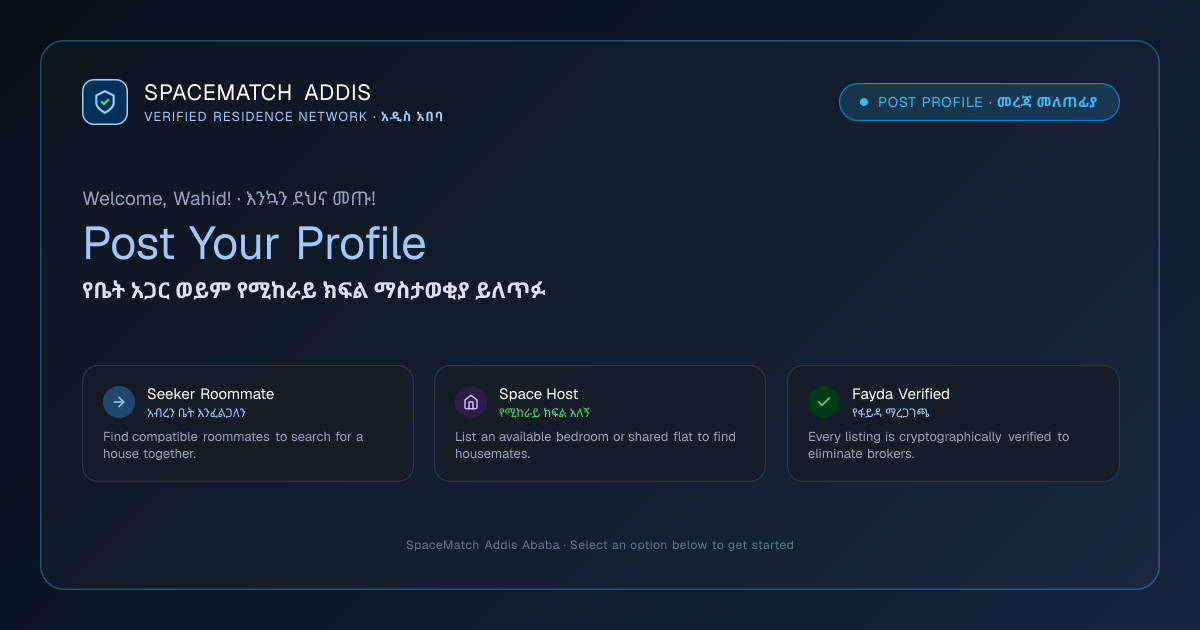 SPACEMATCH ADDIS
VERIFIED RESIDENCE NETWORK · አዲስ አበባ
POST PROFILE · መረጃ መለጠፊያ
Welcome, Wahid! · እንኳን ደህና መጡ!
Post Your Profile
የቤት አጋር ወይም የሚከራይ ክፍል ማስታወቂያ ይለጥፉ
Seeker Roommate
አብረን ቤት እንፈልጋለን
Find compatible roommates to search for a
house together.
Space Host
የሚከራይ ክፍል አለኝ
List an available bedroom or shared flat to find
housemates.
Fayda Verified
የፋይዳ ማረጋገጫ
Every listing is cryptographically verified to
eliminate brokers.
SpaceMatch Addis Ababa · Select an option below to get started